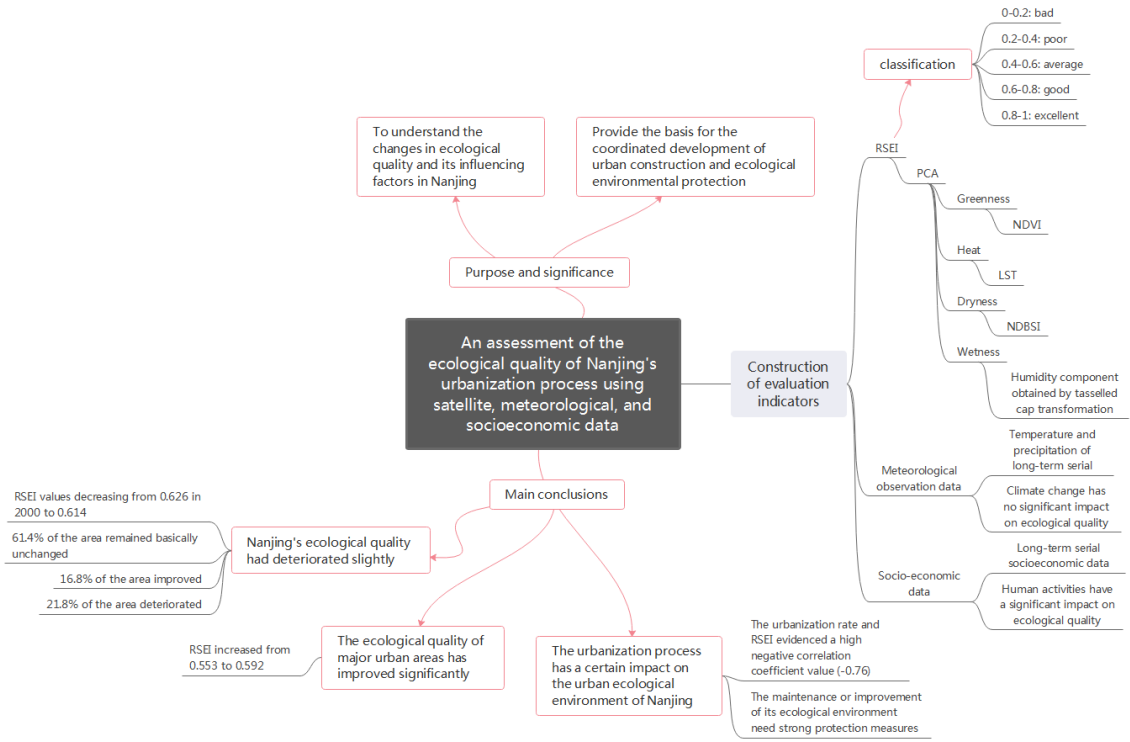 To understand the
changes in ecological
quality and its influencing
factors in Nanjing
Provide the basis for the
coordinated development of
urban construction and ecological
environmental protection
Purpose and significance
An assessment of the
ecological quality of Nanjing's
urbanization process using
satellite, meteorological, and
socioeconomic data
Construction
of evaluation
indicators
classification
0-0.2: bad
0.2-0.4: poor
0.4-0.6: average
0.6-0.8: good
0.8-1: excellent
RSEI
PCA
Greenness
NDVI
Heat
LST
Dryness
NDBSI
Wetness
Humidity component
obtained by tasselled
cap transformation
Meteorological
observation data
Temperature and
precipitation of
long-term serial
Climate change has
no significant impact
on ecological quality
Socio-economic
data
Long-term serial
socioeconomic data
Human activities have
a significant impact on
ecological quality
Main conclusions
Nanjing's ecological quality
had deteriorated slightly
RSEI values decreasing from 0.626 in
2000 to 0.614
61.4% of the area remained basically
unchanged
16.8% of the area improved
21.8% of the area deteriorated
The ecological quality of
major urban areas has
improved significantly
RSEI increased from
0.553 to 0.592
The urbanization process
has a certain impact on
the urban ecological
environment of Nanjing
The urbanization rate and
RSEI evidenced a high
negative correlation
coefficient value (-0.76)
The maintenance or improvement
of its ecological environment
need strong protection measures